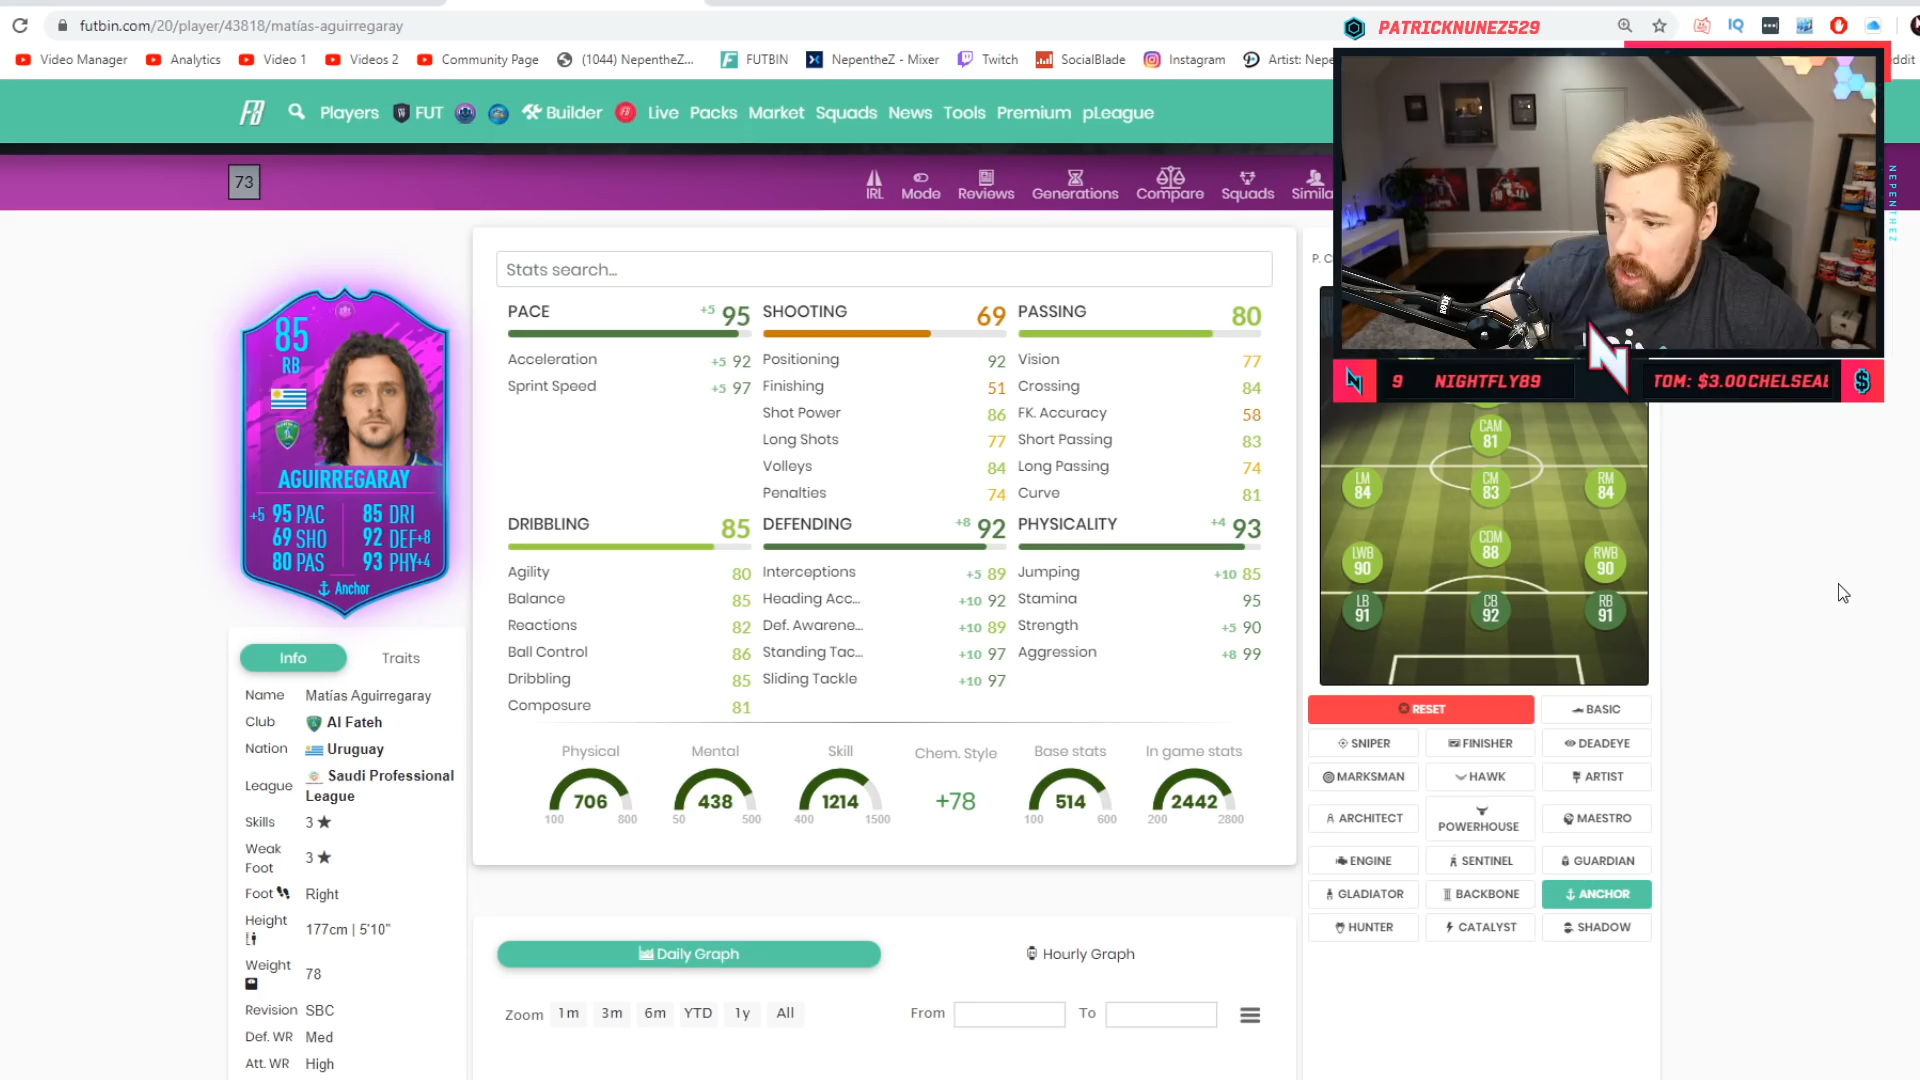 futbin.com/20/player/43818/matías-aguirregaray
PATRICKNUNEZ529
IQ
Video Manager
Analytics
Video 1
Videos 2
Community Page
(1044) NepentheZ...
FUTBIN
NepentheZ - Mixer
Twitch
SocialBlade
Instagram
Artist: Nepe
eddit
Players FUT Builder Live Packs Market Squads News Tools Premium pLeague
73
IRL Mode Reviews Generations Compare Squads Simila
NEPENTHEZ
RODE
9 NIGHTFLY89
TOM: $3.00CHELSEAL
$
85
RB
AGUIRREGARAY
+5 95 PAC 85 DRI
69 SHO 92 DEF+8
80 PAS 93 PHY+4
Anchor
Info Traits
Name Matías Aguirregaray
Club Al Fateh
Nation Uruguay
League Saudi Professional League
Skills 3
Weak Foot 3
Foot Right
Height 177cm | 5'10"
Weight 78
Revision SBC
Def. WR Med
Att. WR High
Stats search...
PACE +5 95
Acceleration +5 92
Sprint Speed +5 97
SHOOTING 69
Positioning 92
Finishing 51
Shot Power 86
Long Shots 77
Volleys 84
Penalties 74
PASSING 80
Vision 77
Crossing 84
FK. Accuracy 58
Short Passing 83
Long Passing 74
Curve 81
DRIBBLING 85
Agility 80
Balance 85
Reactions 82
Ball Control 86
Dribbling 85
Composure 81
DEFENDING +8 92
Interceptions +5 89
Heading Acc... +10 92
Def. Awarene... +10 89
Standing Tac... +10 97
Sliding Tackle +10 97
PHYSICALITY +4 93
Jumping +10 85
Stamina 95
Strength +5 90
Aggression +8 99
Physical 706 100 800
Mental 438 50 500
Skill 1214 400 1500
Chem. Style +78
Base stats 514 100 600
In game stats 2442 200 2800
Daily Graph
Hourly Graph
Zoom 1m 3m 6m YTD 1y All
From
To
P. C
CAM 81
LM 84
CM 83
RM 84
LWB 90
CDM 88
RWB 90
LB 91
CB 92
RB 91
RESET BASIC
SNIPER FINISHER DEADEYE
MARKSMAN HAWK ARTIST
ARCHITECT POWERHOUSE MAESTRO
ENGINE SENTINEL GUARDIAN
GLADIATOR BACKBONE ANCHOR
HUNTER CATALYST SHADOW